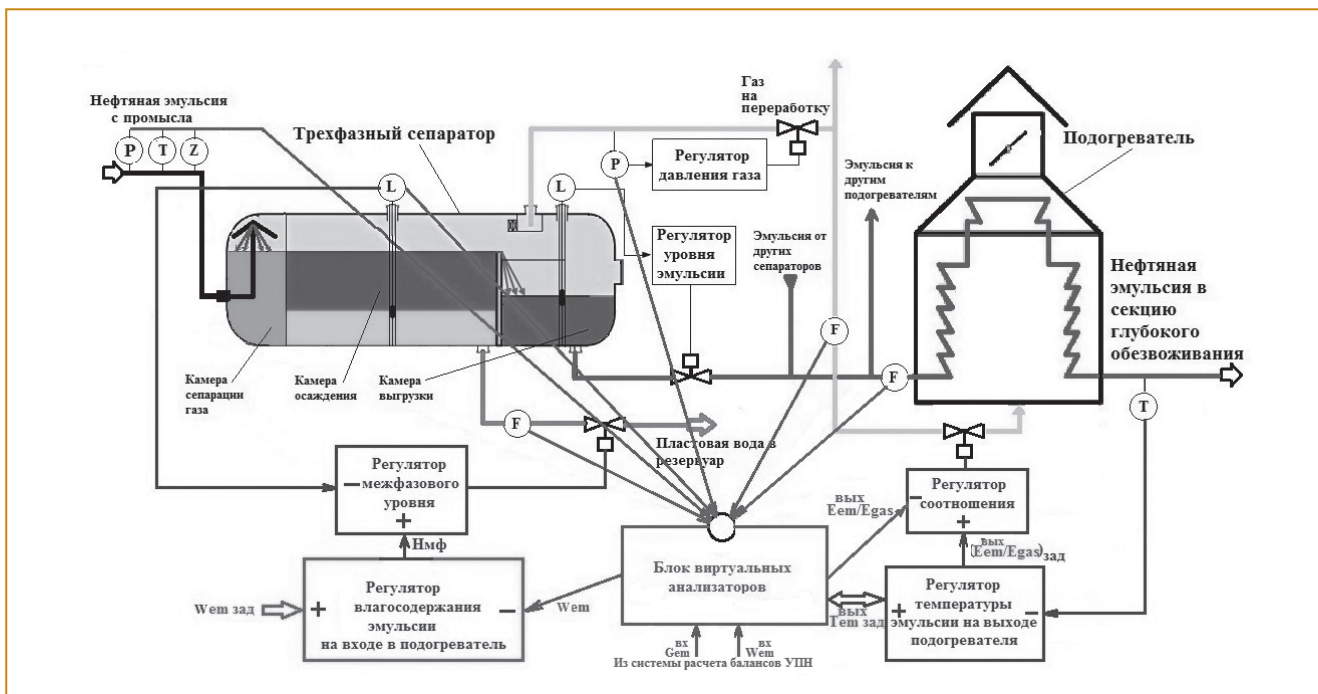 Нефтяная эмульсия
с промысла
P
T
Z
Трехфазный сепаратор
L
L
P
Газ
на
переработку
Регулятор
давления газа
Регулятор
уровня
эмульсии
Эмульсия к
другим
подогревателям
Эмульсия от
других
сепараторов
Подогреватель
Нефтяная
эмульсия в
секцию
глубокого
обезвоживания
F
F
T
Камера
сепарации
газа
Камера
осаждения
Камера
выгрузки
F
Пластовая вода в
резервуар
Регулятор
межфазового
уровня
−
+
Нмф
Wem зад
+
Регулятор
влагосодержания
эмульсии
на входе в подогреватель
−
Wem
Блок виртуальных
анализаторов
вх
Gem
вх
Wem
Из системы расчета балансов УПН
вых
Eem/Egas
−
Регулятор
соотношения
+
вых
(Eem/Egas)зад
вых
Tem зад
+
Регулятор
температуры
эмульсии на выходе
подогревателя
−